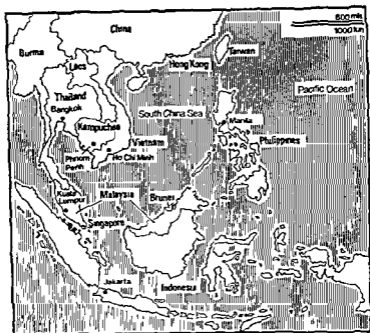 China
600 mls
1000 km
Burma
Taiwan
Hong Kong
Laos
Pacific Ocean
Thailand
Bangkok
South China Sea
Manila
Kampuchea
Philippines
Vietnam
Phnom
Penh
Ho Chi Minh
Kuala
Lumpur
Malaysia
Brunei
Singapore
Jakarta
Indonesia